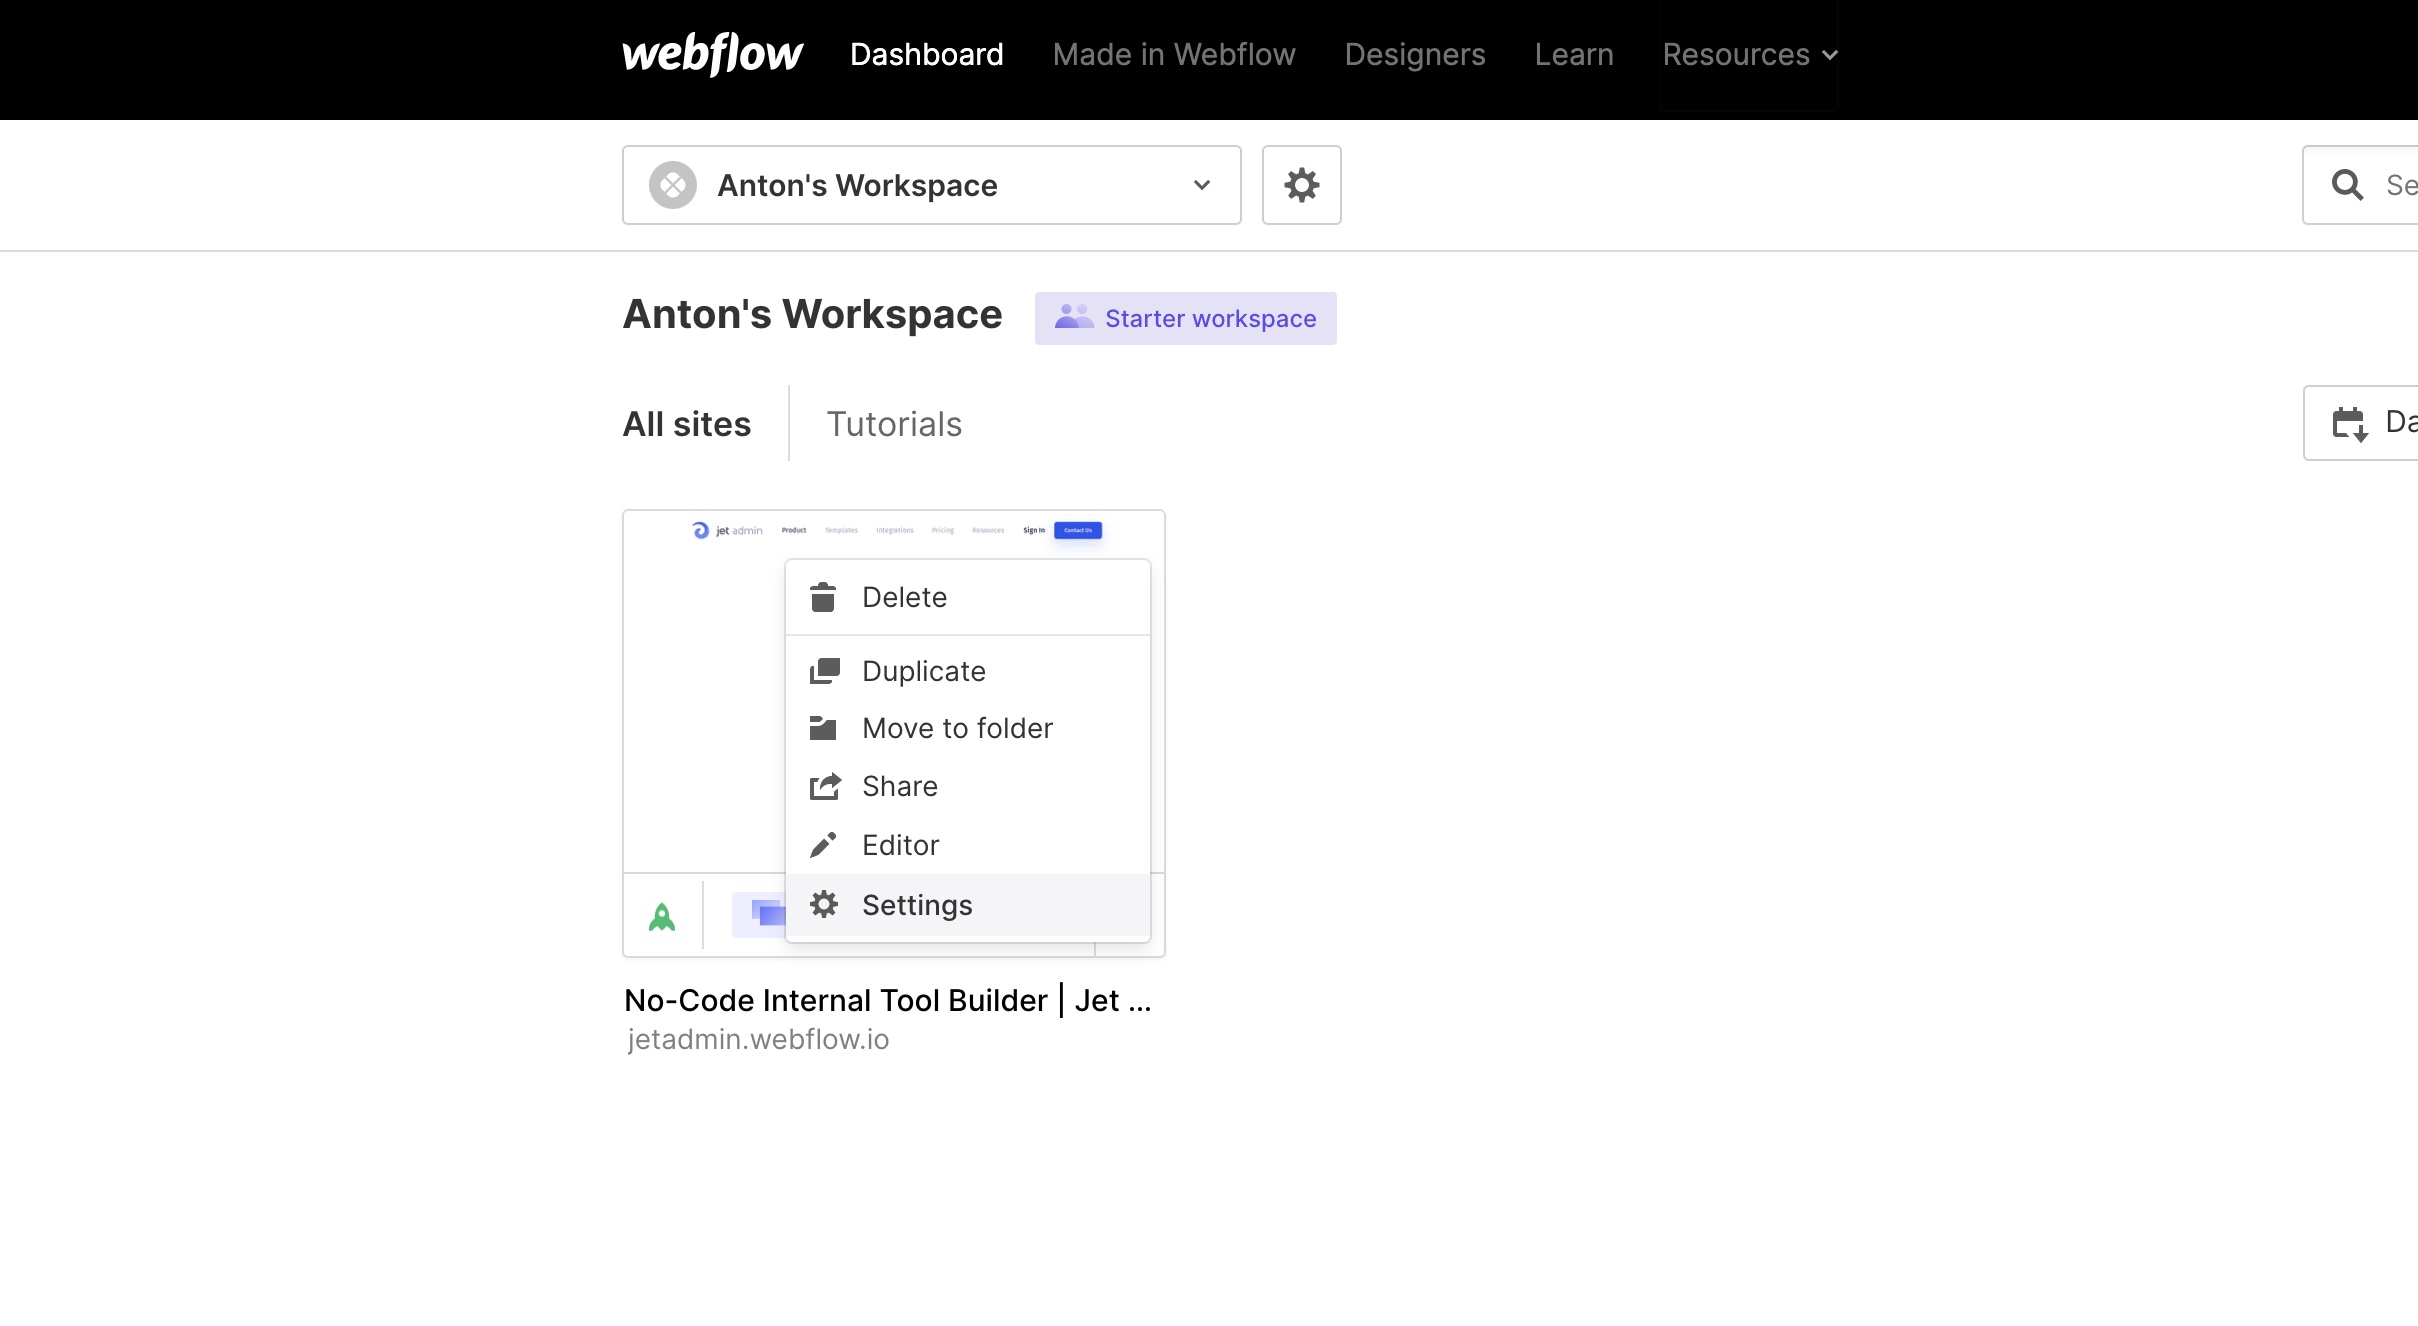 webflow Dashboard Made in Webflow Designers Learn Resources
Anton's Workspace
Se
Anton's Workspace Starter workspace
All sites Tutorials
Da
jet admin Product Templates Integrations Pricing Resources Sign In Contact Us
Delete
Duplicate
Move to folder
Share
Editor
Settings
No-Code Internal Tool Builder | Jet ...
jetadmin.webflow.io